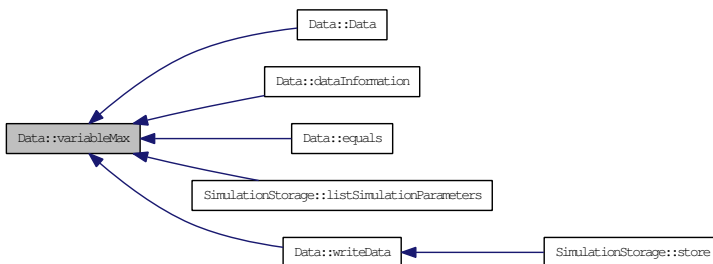 Data::Data
Data::dataInformation
Data::variableMax
Data::equals
SimulationStorage::listSimulationParameters
Data::writeData
SimulationStorage::store